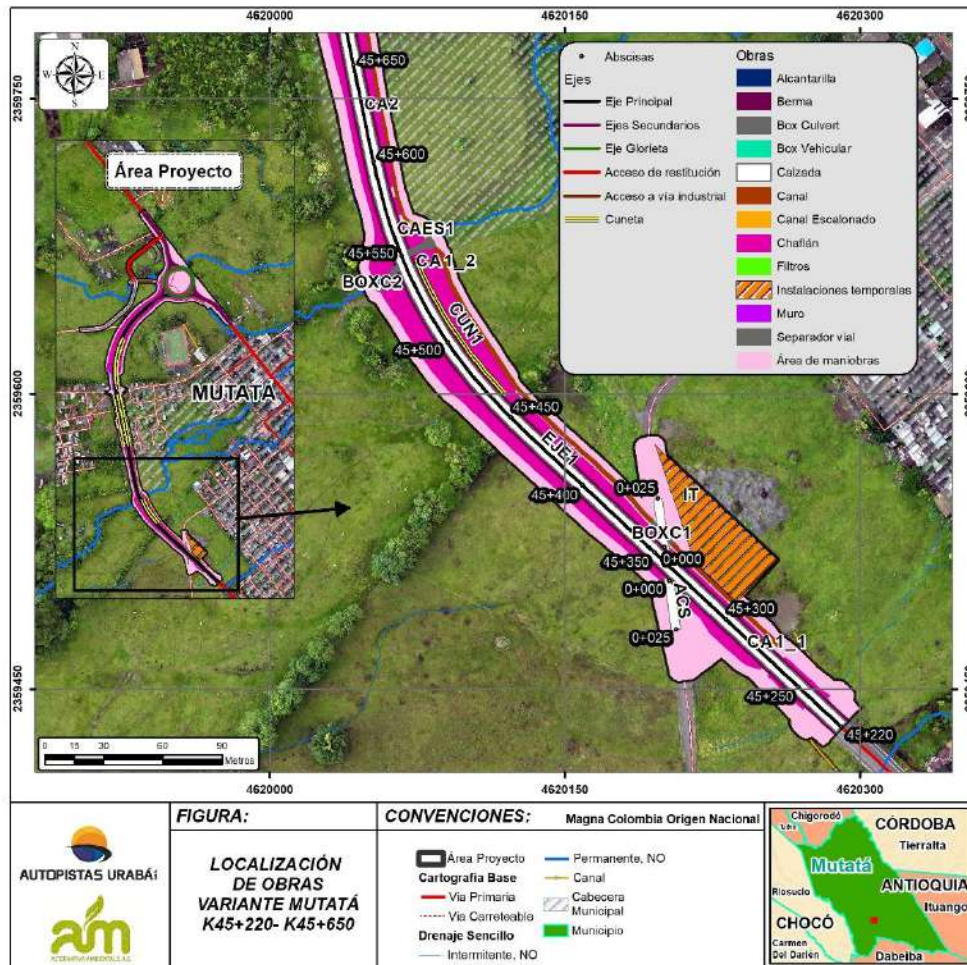 4620000
4620150
4620300
2359750
2359600
2359450
N
W
E
S
Área Proyecto
MUTATÁ
45+650
CA2
45+600
CAES1
45+550
CA1_2
BOXC2
CUN1
45+500
45+450
EJE1
45+400
0+025
IT
BOXC1
45+350
0+000
0+000
ACS
45+300
0+025
CA1_1
45+250
45+220
Abscisas
Ejes
Eje Principal
Ejes Secundarios
Eje Glorieta
Acceso de restitución
Acceso a vía industrial
Cuneta
Obras
Alcantarilla
Berma
Box Culvert
Box Vehicular
Calzada
Canal
Canal Escalonado
Chaflán
Filtros
Instalaciones temporales
Muro
Separador vial
Área de maniobras
0 15 30 60 90
Metros
4620000
4620150
4620300
AUTOPISTAS URABÁ
am
FIGURA:
LOCALIZACIÓN
DE OBRAS
VARIANTE MUTATÁ
K45+220- K45+650
CONVENCIONES:
Magna Colombia Origen Nacional
Área Proyecto
Cartografía Base
Vía Primaria
Vía Carreteable
Drenaje Sencillo
Intermitente, NO
Permanente, NO
Canal
Cabecera
Municipal
Municipio
Chigorodó
CÓRDOBA
Tierralta
Mutatá
Riosucio
ANTIOQUIA
Ituango
CHOCÓ
Carmen
Del Darién
Dabeiba